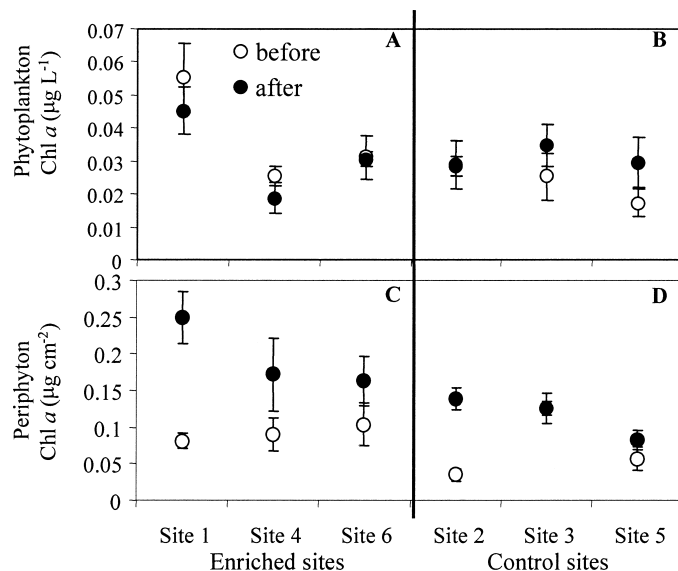 A
B
before
after
Phytoplankton
Chl a (µg L-1)
0.07
0.06
0.05
0.04
0.03
0.02
0.01
0
C
D
Periphyton
Chl a (µg cm-2)
0.3
0.25
0.2
0.15
0.1
0.05
0
Site 1 Site 4 Site 6 Site 2 Site 3 Site 5
Enriched sites Control sites